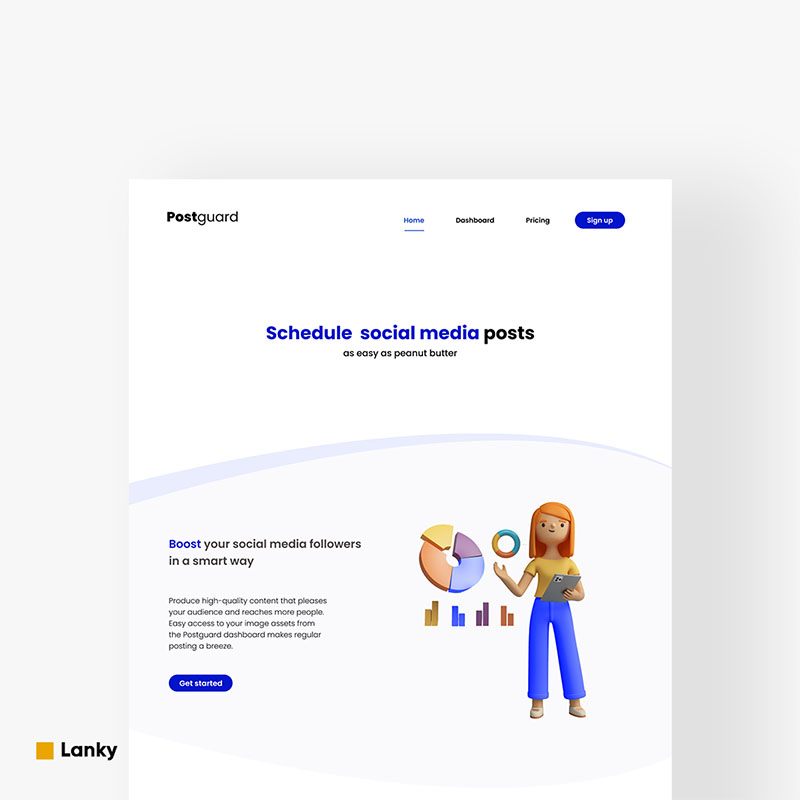 Postguard
Home
Dashboard
Pricing
Sign up
Schedule social media posts
as easy as peanut butter
Boost your social media followers
in a smart way
Produce high-quality content that pleases
your audience and reaches more people.
Easy access to your image assets from
the Postguard dashboard makes regular
posting a breeze.
Get started
Lanky